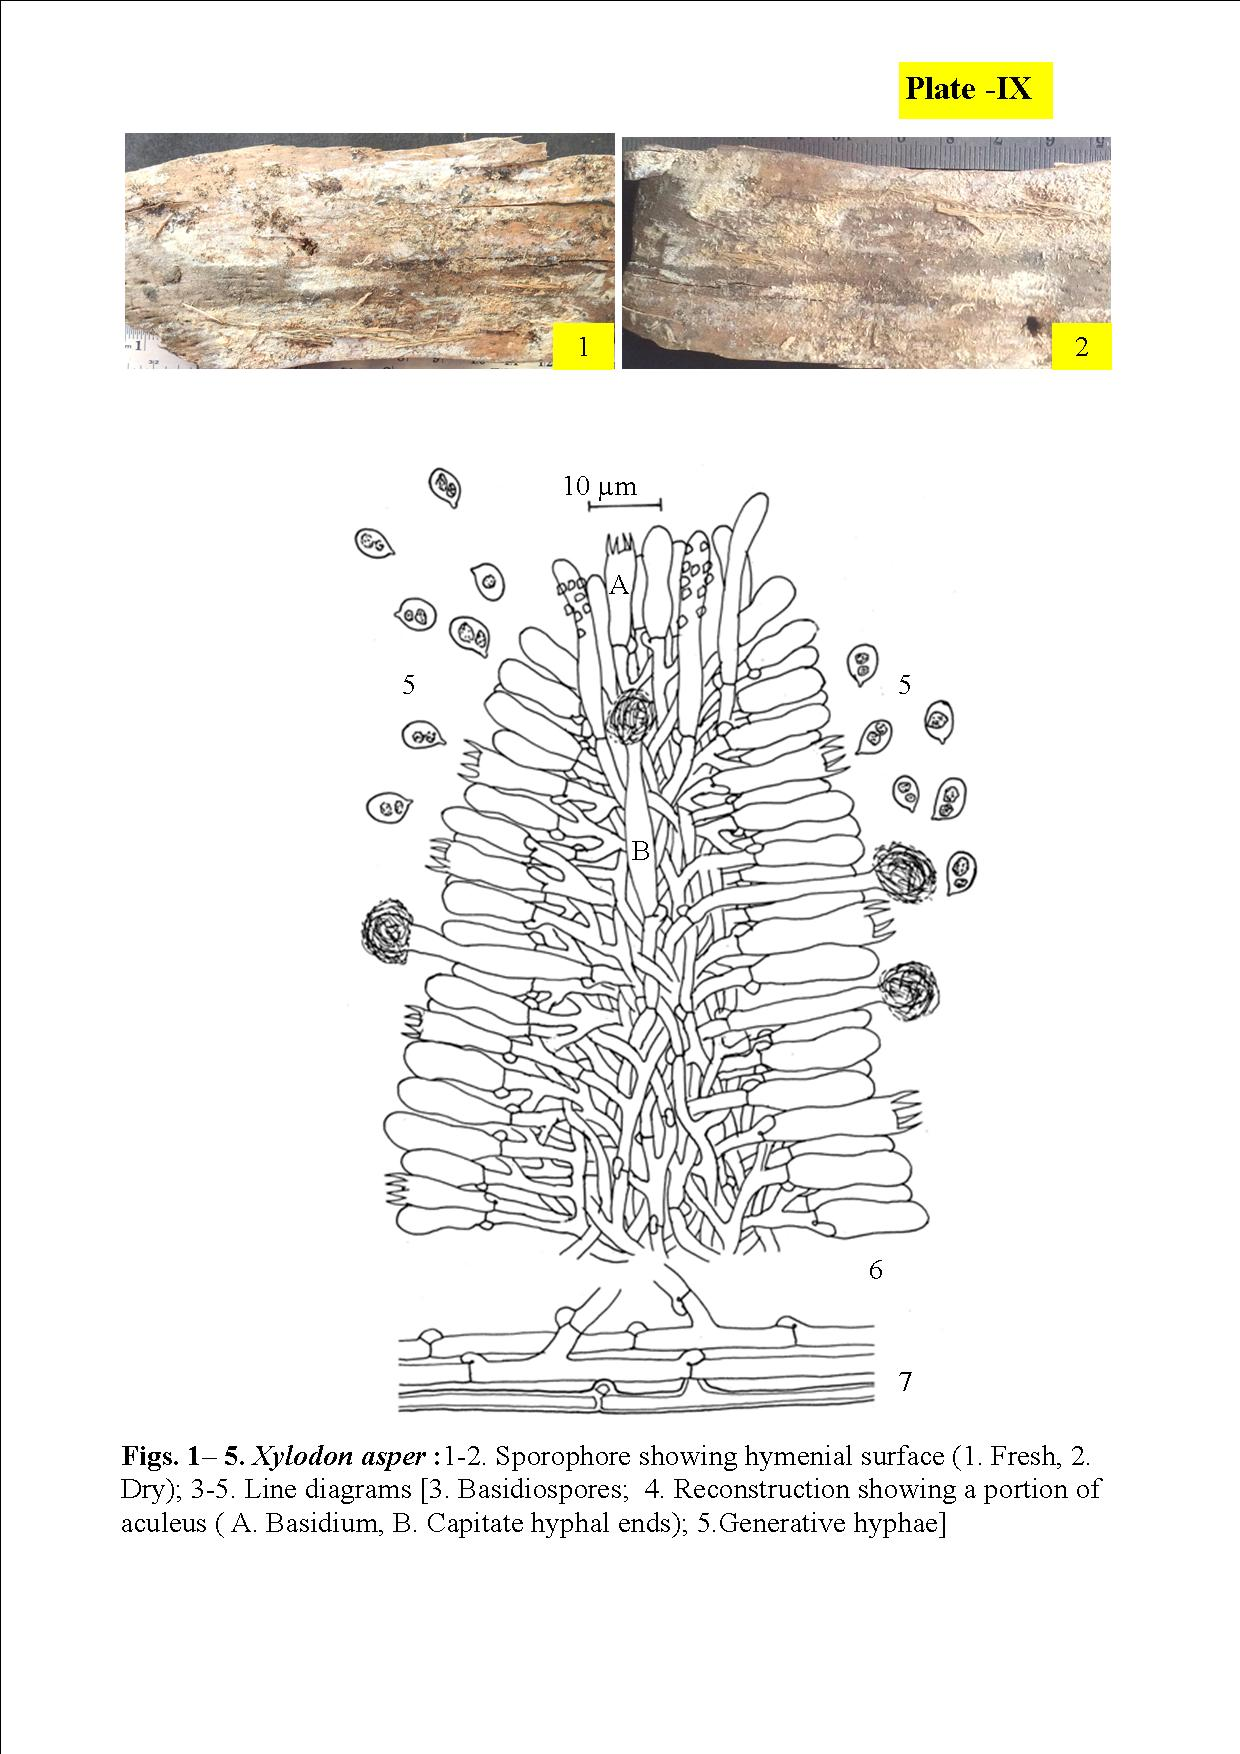 Plate -IX
1
2
10 µm
A
5
5
B
6
7
Figs. 1– 5. Xylodon asper :1-2. Sporophore showing hymenial surface (1. Fresh, 2.
Dry); 3-5. Line diagrams [3. Basidiospores; 4. Reconstruction showing a portion of
aculeus ( A. Basidium, B. Capitate hyphal ends); 5.Generative hyphae]